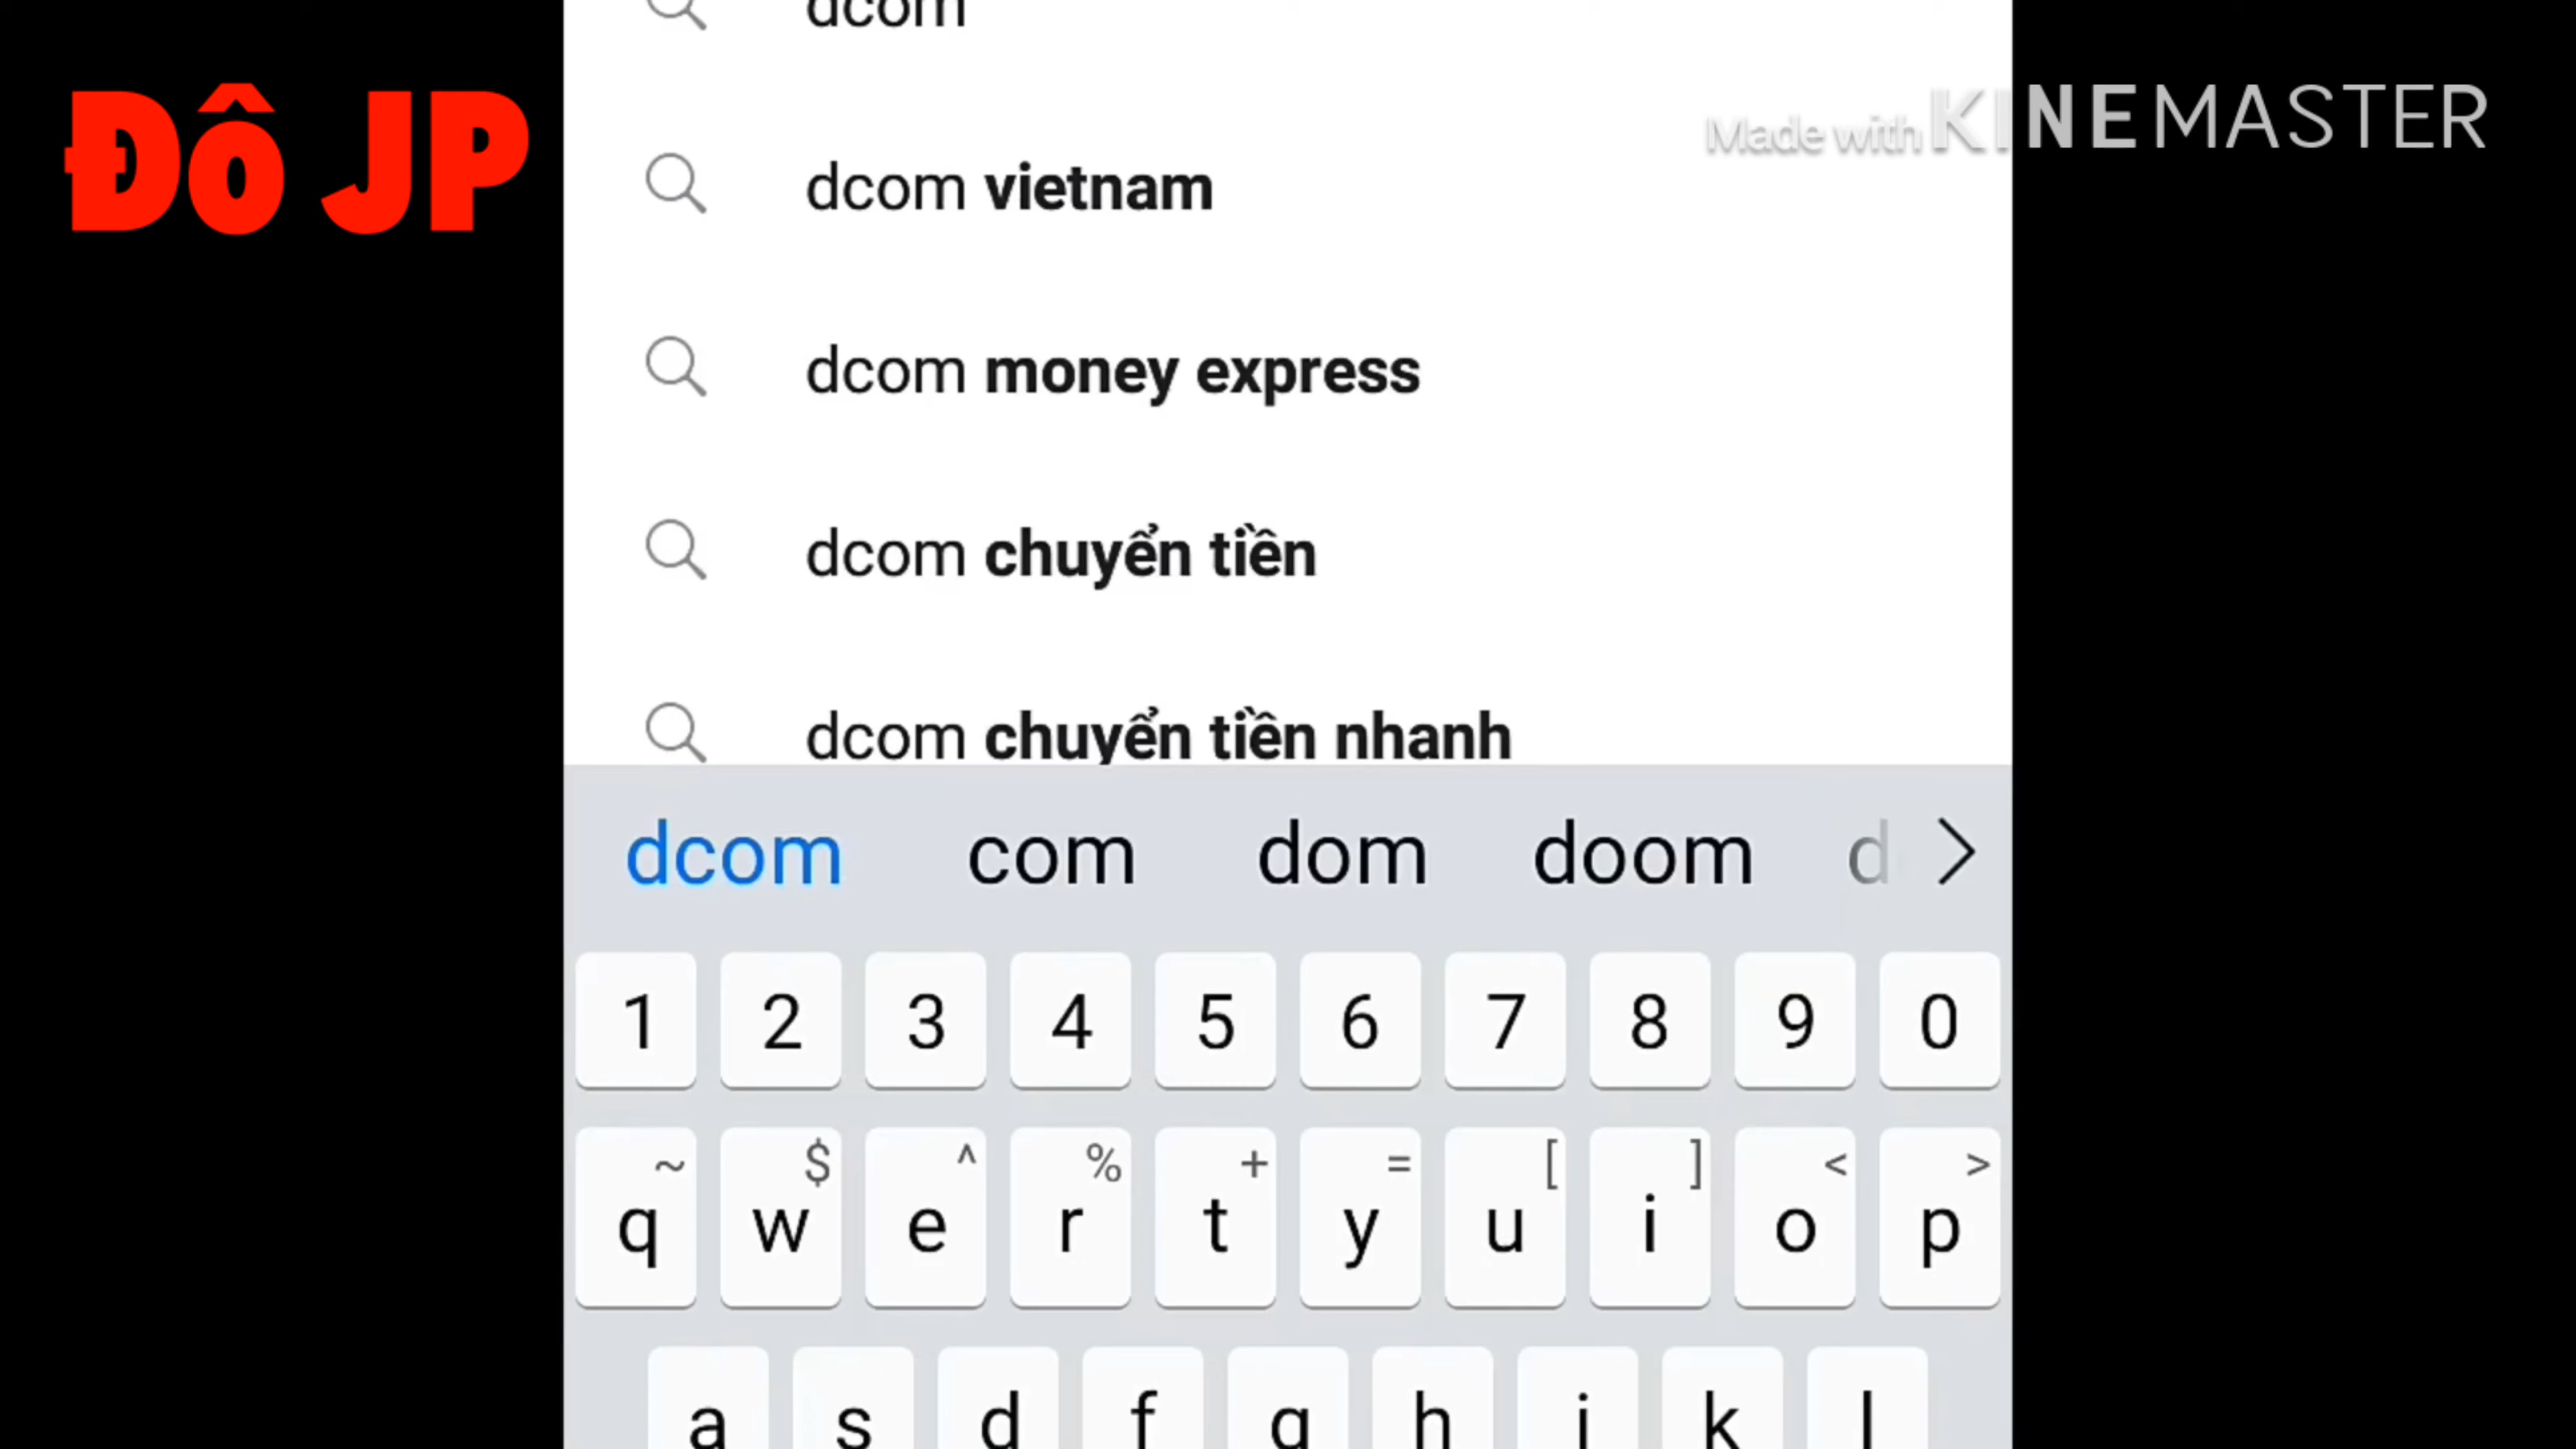 dcom
Đô JP
Made with KINEMASTER
dcom vietnam
dcom money express
dcom chuyển tiền
dcom chuyển tiền nhanh
dcom com dom doom d
1 2 3 4 5 6 7 8 9 0
~ $ ^ % + = [ ] < >
q w e r t y u i o p
a s d f g h j k l